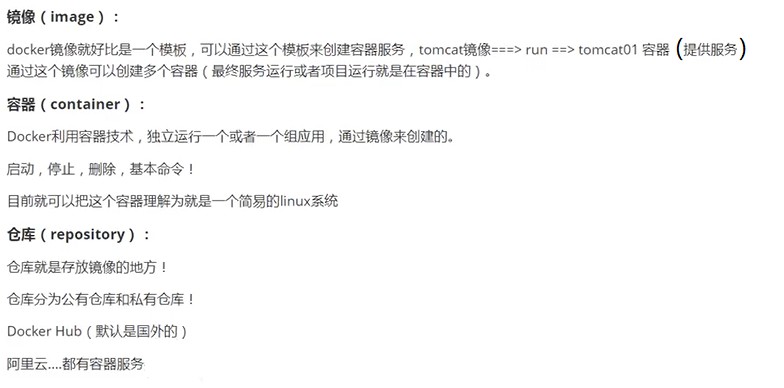 镜像（image）：
docker镜像就好比是一个模板，可以通过这个模板来创建容器服务，tomcat镜像===> run ==> tomcat01 容器（提供服务）
通过这个镜像可以创建多个容器（最终服务运行或者项目运行就是在容器中的）。
容器（container）：
Docker利用容器技术，独立运行一个或者一个组应用，通过镜像来创建的。
启动，停止，删除，基本命令！
目前就可以把这个容器理解为就是一个简易的linux系统
仓库（repository）：
仓库就是存放镜像的地方！
仓库分为公有仓库和私有仓库！
Docker Hub（默认是国外的）
阿里云....都有容器服务